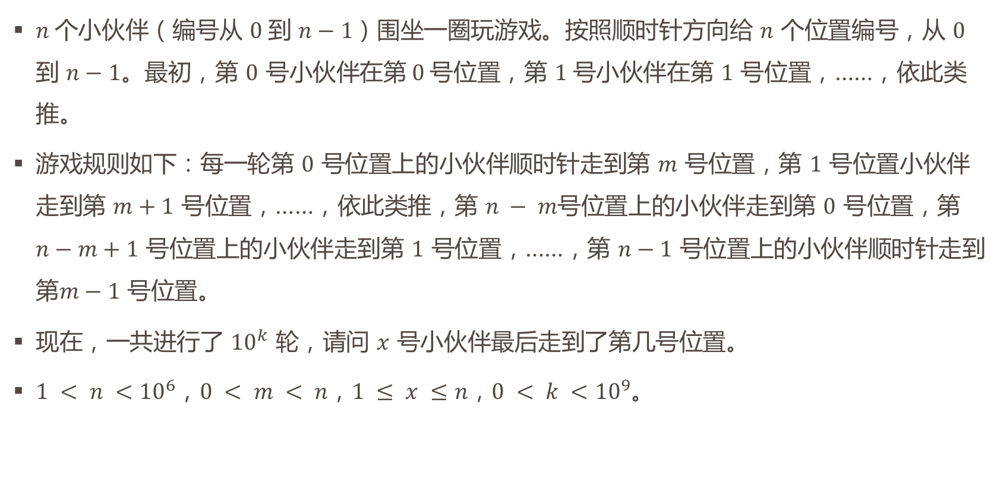 ▪ n 个小伙伴（编号从 0 到 n − 1）围坐一圈玩游戏。按照顺时针方向给 n 个位置编号，从 0
到 n − 1。最初，第 0 号小伙伴在第 0 号位置，第 1 号小伙伴在第 1 号位置，……，依此类
推。
▪ 游戏规则如下：每一轮第 0 号位置上的小伙伴顺时针走到第 m 号位置，第 1 号位置小伙伴
走到第 m + 1 号位置，……，依此类推，第 n − m号位置上的小伙伴走到第 0 号位置，第
n − m + 1 号位置上的小伙伴走到第 1 号位置，……，第 n − 1 号位置上的小伙伴顺时针走到
第m − 1 号位置。
▪ 现在，一共进行了 10^k 轮，请问 x 号小伙伴最后走到了第几号位置。
▪ 1 < n < 10^6，0 < m < n，1 ≤ x ≤ n，0 < k < 10^9。